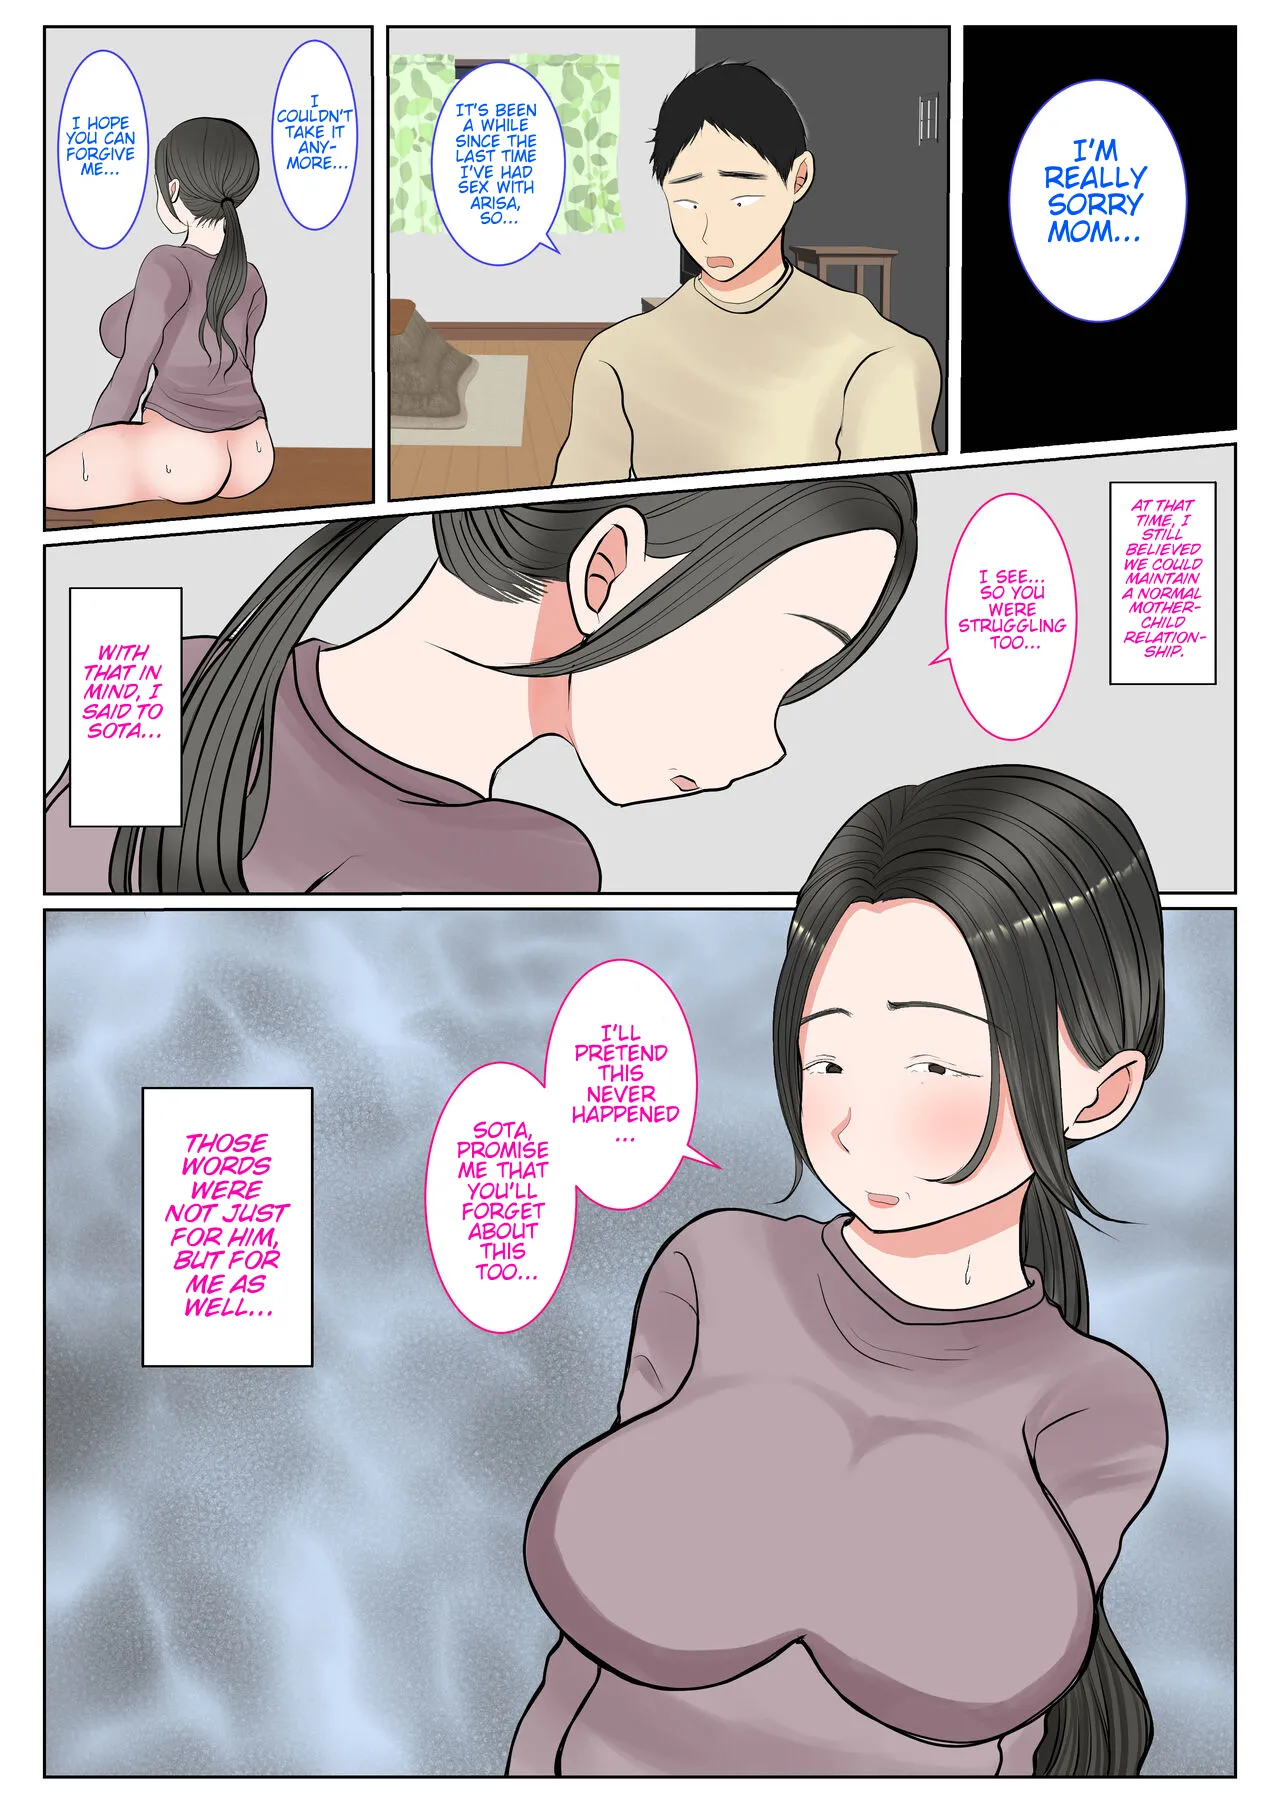 I'M
REALLY
SORRY
MOM...
IT'S BEEN
A WHILE
SINCE THE
LAST TIME
I'VE HAD
SEX WITH
ARISA,
SO...
I
COULDN'T
TAKE IT
ANY-
MORE...
I HOPE
YOU CAN
FORGIVE
ME...
AT THAT
TIME, I
STILL
BELIEVED
WE COULD
MAINTAIN
A NORMAL
MOTHER-
CHILD
RELATION-
SHIP.
I SEE...
SO YOU
WERE
STRUGGLING
TOO...
WITH
THAT IN
MIND, I
SAID TO
SOTA...
I'LL
PRETEND
THIS
NEVER
HAPPENED
...
SOTA,
PROMISE
ME THAT
YOU'LL
FORGET
ABOUT
THIS
TOO...
THOSE
WORDS
WERE
NOT JUST
FOR HIM,
BUT FOR
ME AS
WELL...